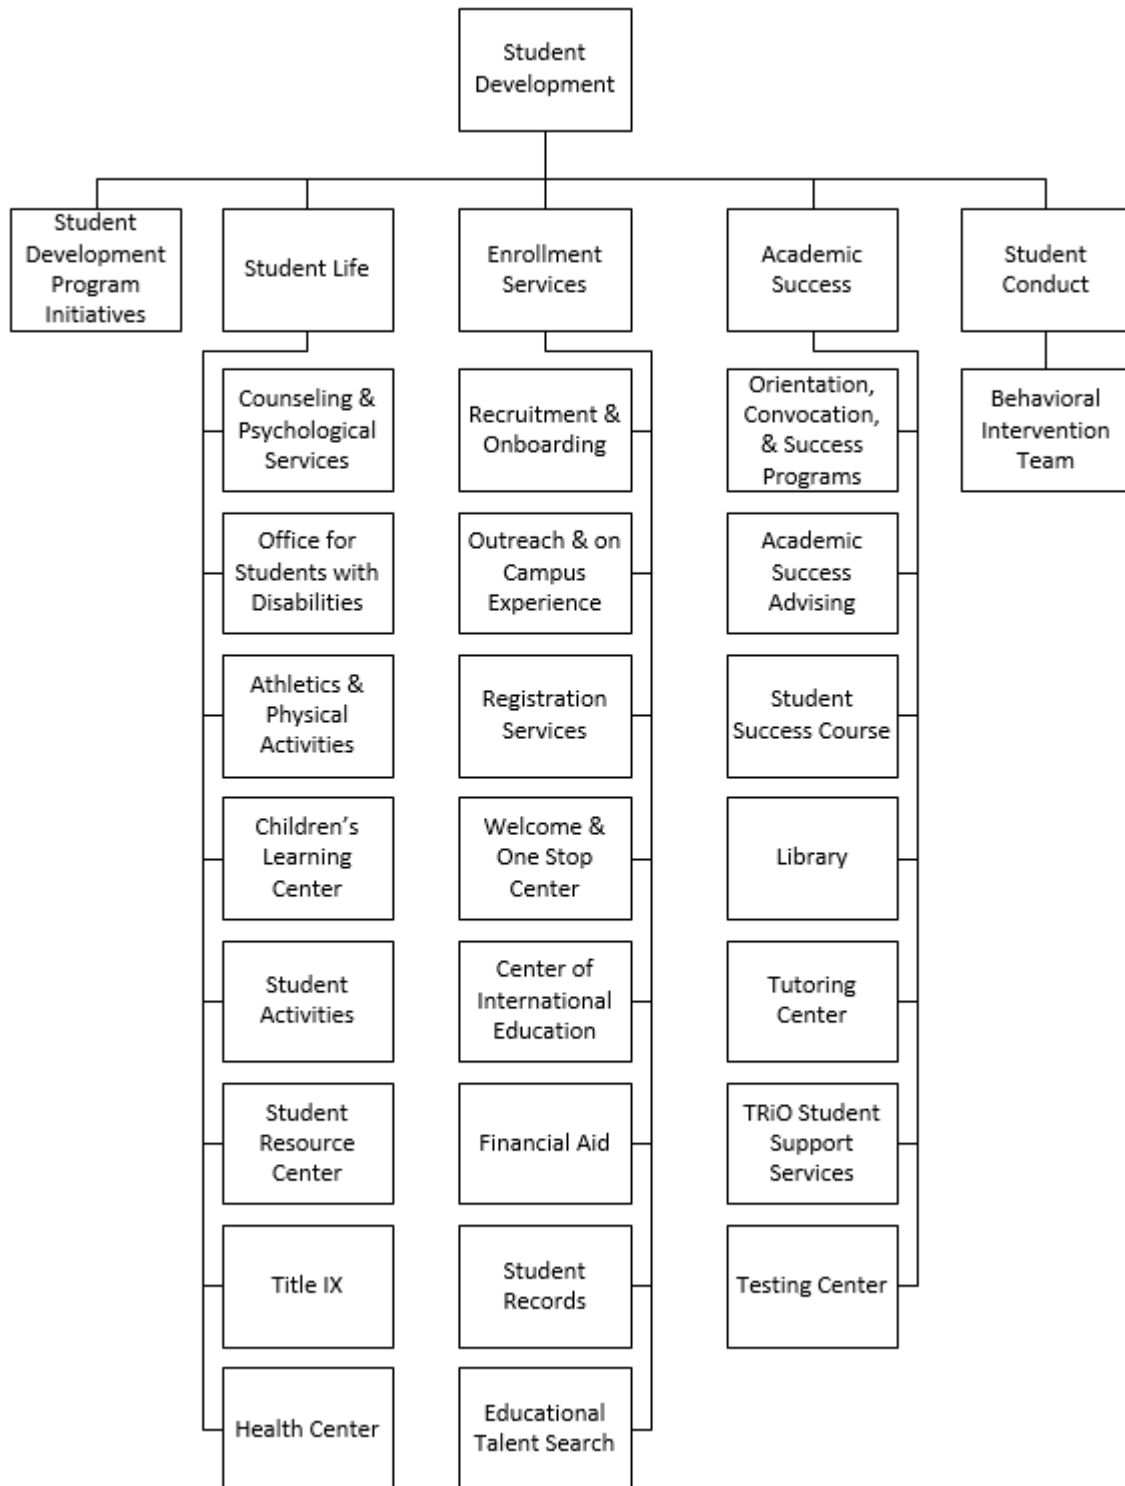 Student
Development
Student
Development
Program
Initiatives
Student Life
Enrollment
Services
Academic
Success
Student
Conduct
Counseling &
Psychological
Services
Recruitment &
Onboarding
Orientation,
Convocation,
& Success
Programs
Behavioral
Intervention
Team
Office for
Students with
Disabilities
Outreach & on
Campus
Experience
Academic
Success
Advising
Athletics &
Physical
Activities
Registration
Services
Student
Success Course
Children’s
Learning
Center
Welcome &
One Stop
Center
Library
Student
Activities
Center of
International
Education
Tutoring
Center
Student
Resource
Center
Financial Aid
TRiO Student
Support
Services
Title IX
Student
Records
Testing Center
Health Center
Educational
Talent Search